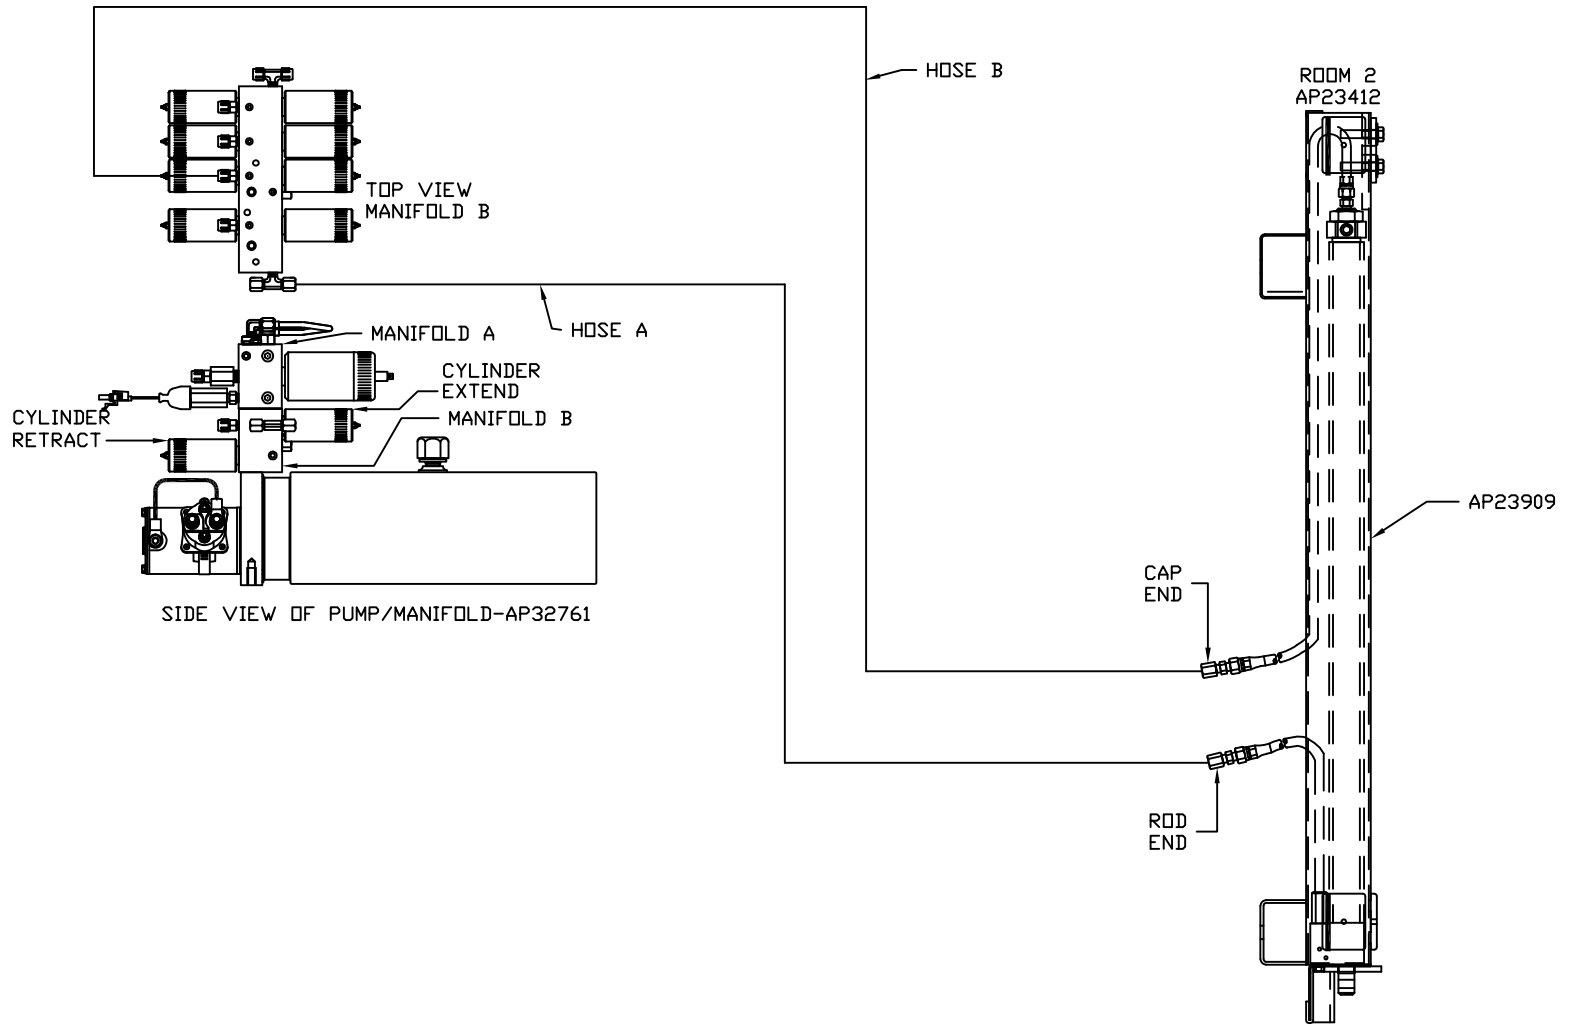 HOSE B
ROOM 2
AP23412
TOP VIEW
MANIFOLD B
HOSE A
MANIFOLD A
CYLINDER
EXTEND
MANIFOLD B
CYLINDER
RETRACT
AP23909
CAP
END
SIDE VIEW OF PUMP/MANIFOLD-AP32761
ROD
END